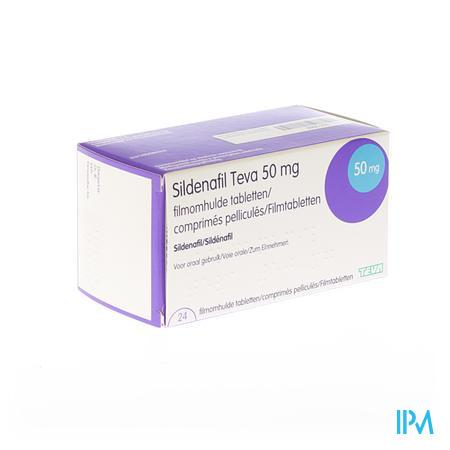 Sildenafil Teva 50 mg
filmomhulde tabletten/
comprimés pelliculés/Filmtabletten
Sildenafil/Sildénafil
Voor oraal gebruik/Voie orale/Zum Einnehmen
50 mg
TEVA
24 filmomhulde tabletten/comprimés pelliculés/Filmtabletten
IPM